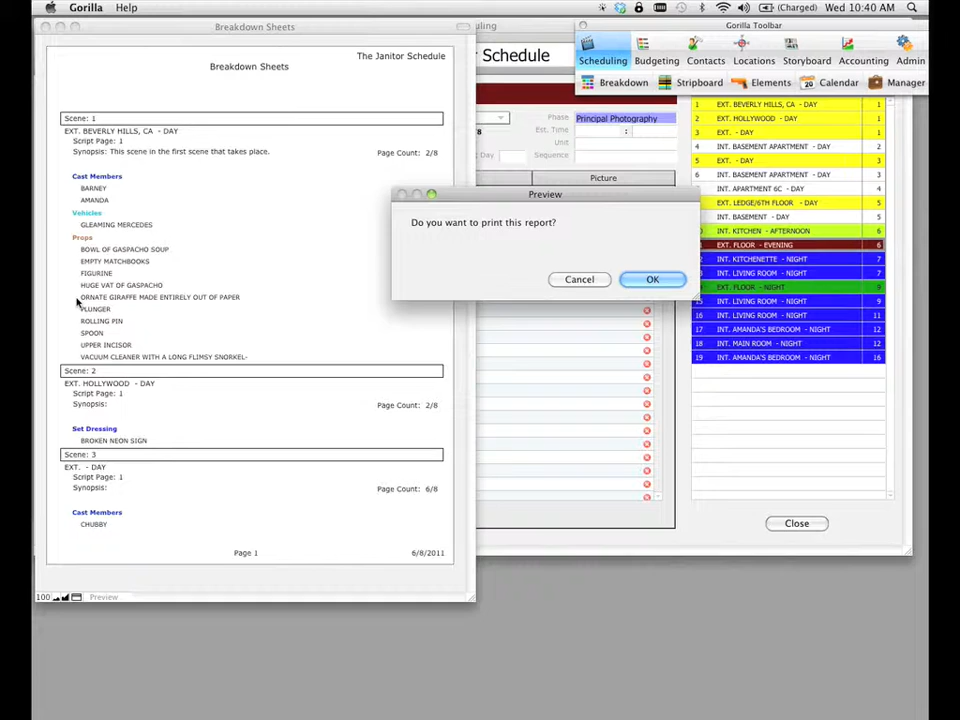 Gorilla Help (Charged) Wed 10:40 AM
Breakdown Sheets
The Janitor Schedule
Breakdown Sheets
Scene: 1
EXT. BEVERLY HILLS, CA - DAY
Script Page: 1
Synopsis: This scene in the first scene that takes place.
Page Count: 2/8
Cast Members
BARNEY
AMANDA
Vehicles
GLEAMING MERCEDES
Props
BOWL OF GASPACHO SOUP
EMPTY MATCHBOOKS
FIGURINE
HUGE VAT OF GASPACHO
ORNATE GIRAFFE MADE ENTIRELY OUT OF PAPER
PLUNGER
ROLLING PIN
SPOON
UPPER INCISOR
VACUUM CLEANER WITH A LONG FLIMSY SNORKEL-
Scene: 2
EXT. HOLLYWOOD - DAY
Script Page: 1
Synopsis:
Page Count: 2/8
Set Dressing
BROKEN NEON SIGN
Scene: 3
EXT. - DAY
Script Page: 1
Synopsis:
Page Count: 6/8
Cast Members
CHUBBY
Page 1
6/8/2011
100 Preview
Schedule
Phase Principal Photography
Est. Time :
Unit
Sequence
Day
Picture
Preview
Do you want to print this report?
Cancel OK
Gorilla Toolbar
Scheduling Budgeting Contacts Locations Storyboard Accounting Admin
Breakdown Stripboard Elements 20 Calendar Manager
1 EXT. BEVERLY HILLS, CA - DAY 1
2 EXT. HOLLYWOOD - DAY 1
3 EXT. - DAY 1
4 INT. BASEMENT APARTMENT - DAY 2
5 EXT. - DAY 3
6 INT. BASEMENT APARTMENT - DAY 3
INT. APARTMENT 6C - DAY 4
EXT. LEDGE/6TH FLOOR - DAY 5
INT. BASEMENT - DAY 5
INT. KITCHEN - AFTERNOON 6
EXT. FLOOR - EVENING 6
INT. KITCHENETTE - NIGHT 7
INT. LIVING ROOM - NIGHT 7
EXT. FLOOR - NIGHT 9
15 INT. LIVING ROOM - NIGHT 9
16 INT. LIVING ROOM - NIGHT 11
17 INT. AMANDA'S BEDROOM - NIGHT 12
18 INT. MAIN ROOM - NIGHT 12
19 INT. AMANDA'S BEDROOM - NIGHT 16
Close